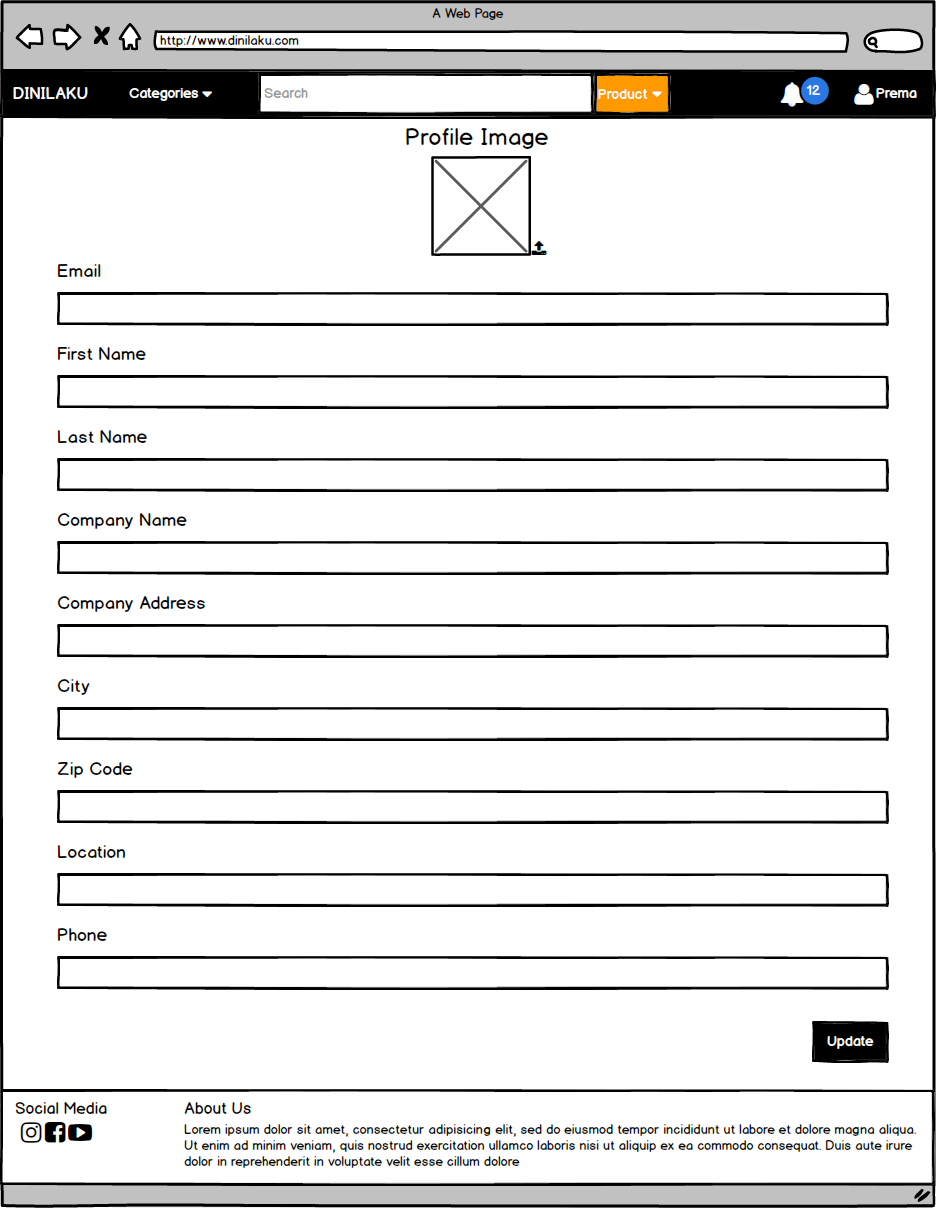 A Web Page
http://www.dinilaku.com
DINILAKU Categories Search Product 12 Prema
Profile Image
Email
First Name
Last Name
Company Name
Company Address
City
Zip Code
Location
Phone
Update
Social Media
About Us
Lorem ipsum dolor sit amet, consectetur adipisicing elit, sed do eiusmod tempor incididunt ut labore et dolore magna aliqua.
Ut enim ad minim veniam, quis nostrud exercitation ullamco laboris nisi ut aliquip ex ea commodo consequat. Duis aute irure
dolor in reprehenderit in voluptate velit esse cillum dolore